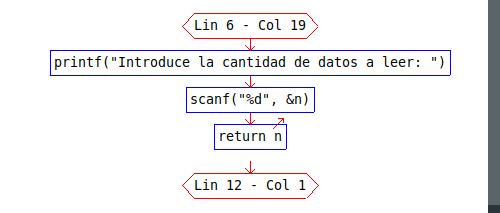 Lin 6 - Col 19
printf("Introduce la cantidad de datos a leer: ")
scanf("%d", &n)
return n
Lin 12 - Col 1